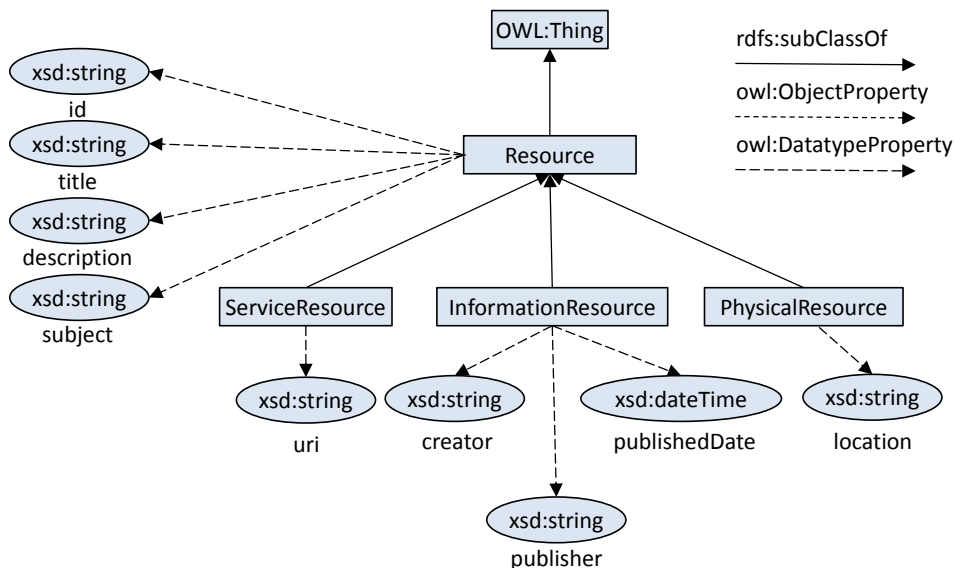 OWL:Thing
rdfs:subClassOf
owl:ObjectProperty
owl:DatatypeProperty
xsd:string
id
xsd:string
title
xsd:string
description
xsd:string
subject
Resource
ServiceResource
InformationResource
PhysicalResource
xsd:string
uri
xsd:string
creator
xsd:dateTime
publishedDate
xsd:string
location
xsd:string
publisher